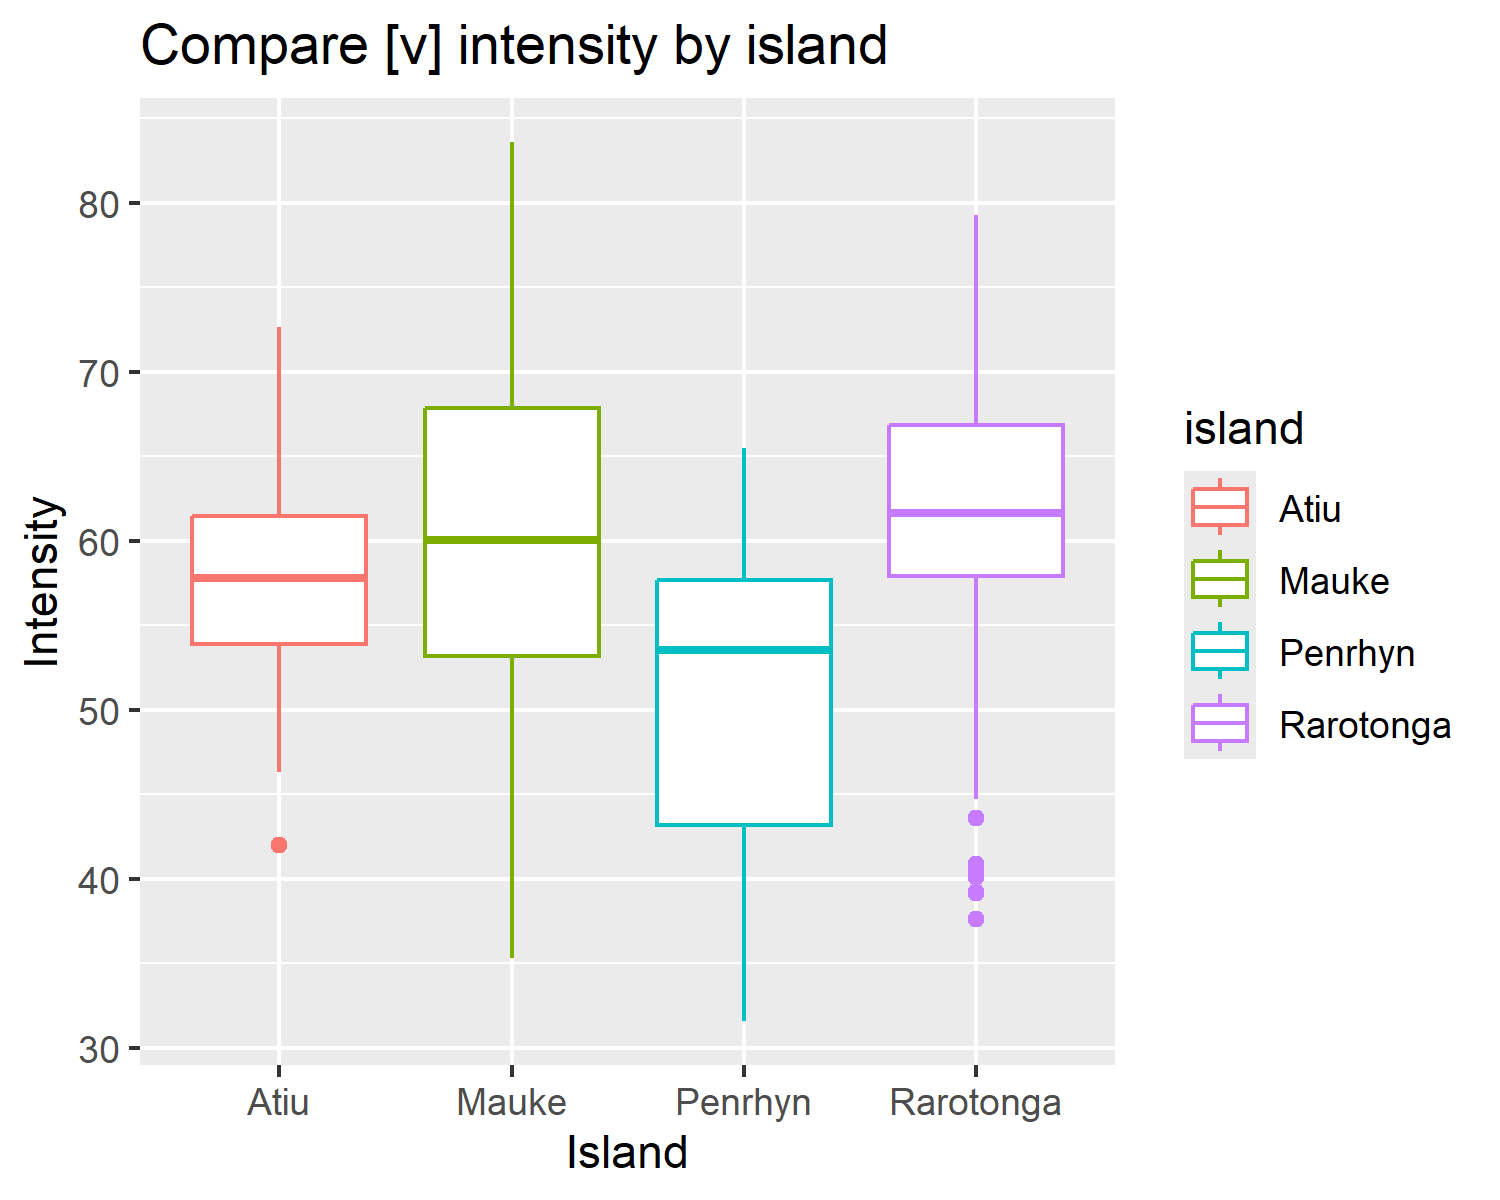 Compare [v] intensity by island
Intensity
80
70
60
50
40
30
Atiu
Mauke
Penrhyn
Rarotonga
Island
island
Atiu
Mauke
Penrhyn
Rarotonga